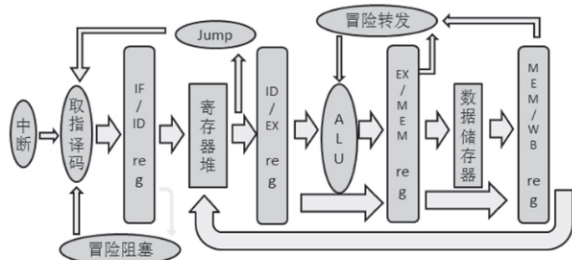 冒险转发
Jump
中断
取指译码
IF/ID reg
寄存器堆
ID/EX reg
ALU
EX/MEM reg
数据储存器
MEM/WB reg
冒险阻塞